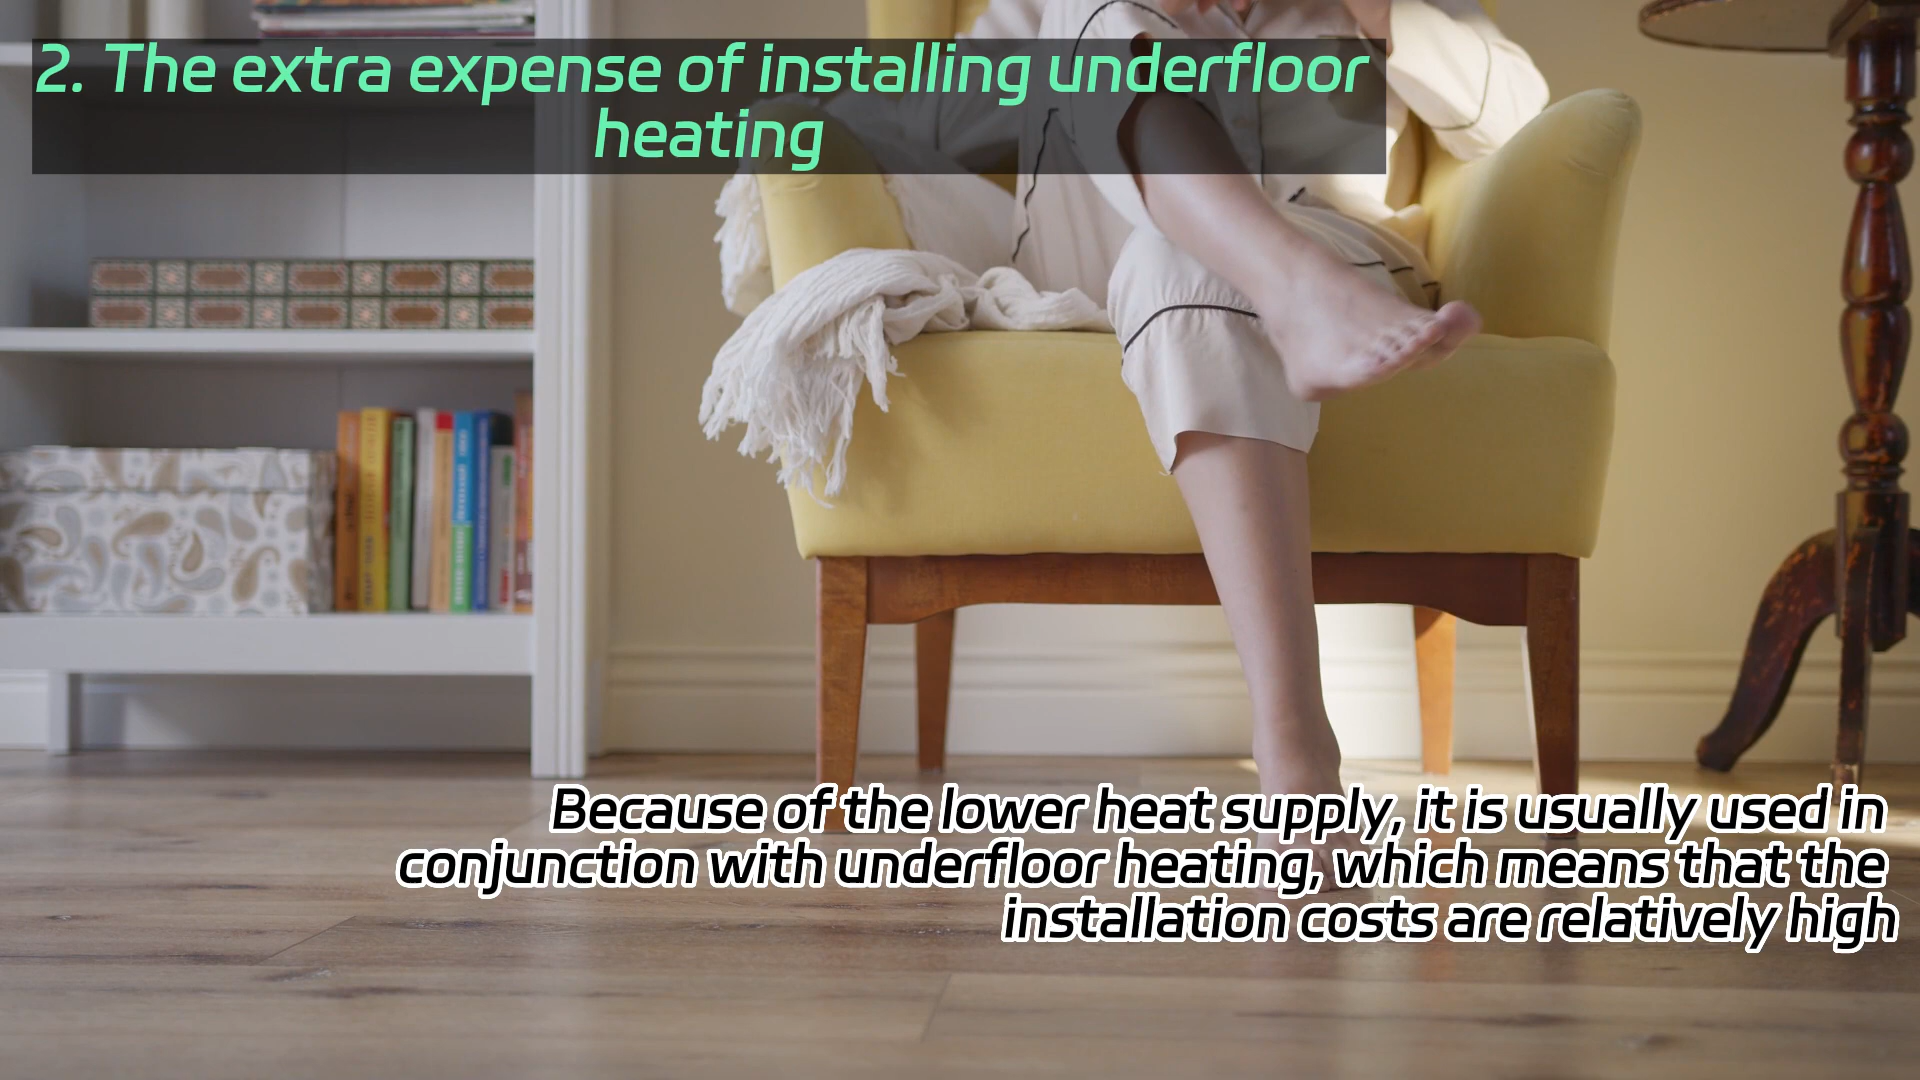 2. The extra expense of installing underfloor
heating
Because of the lower heat supply, it is usually used in
conjunction with underfloor heating, which means that the
installation costs are relatively high